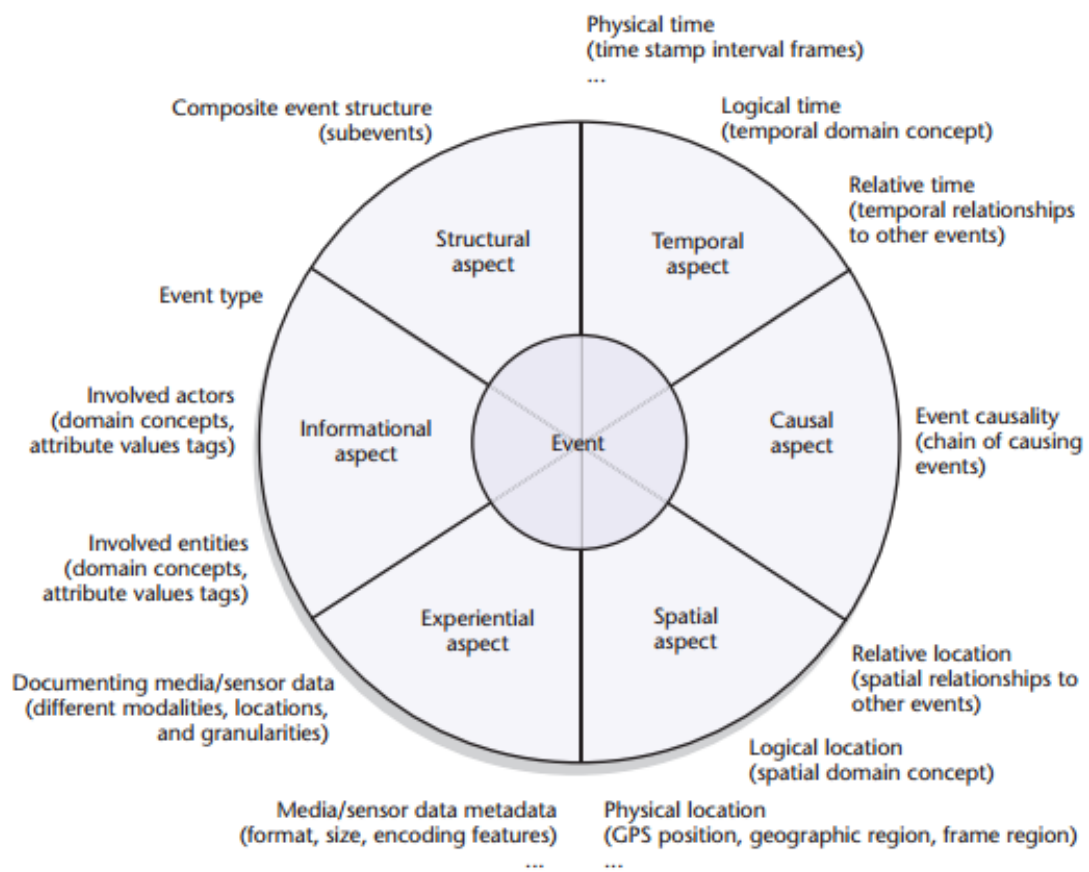 Physical time
(time stamp interval frames)
...
Composite event structure
(subevents)
Logical time
(temporal domain concept)
Relative time
(temporal relationships
to other events)
Structural
aspect
Temporal
aspect
Event type
Involved actors
(domain concepts,
attribute values tags)
Informational
aspect
Event
Causal
aspect
Event causality
(chain of causing
events)
Involved entities
(domain concepts,
attribute values tags)
Experiential
aspect
Spatial
aspect
Documenting media/sensor data
(different modalities, locations,
and granularities)
Relative location
(spatial relationships to
other events)
Logical location
(spatial domain concept)
Media/sensor data metadata
(format, size, encoding features)
...
Physical location
(GPS position, geographic region, frame region)
...